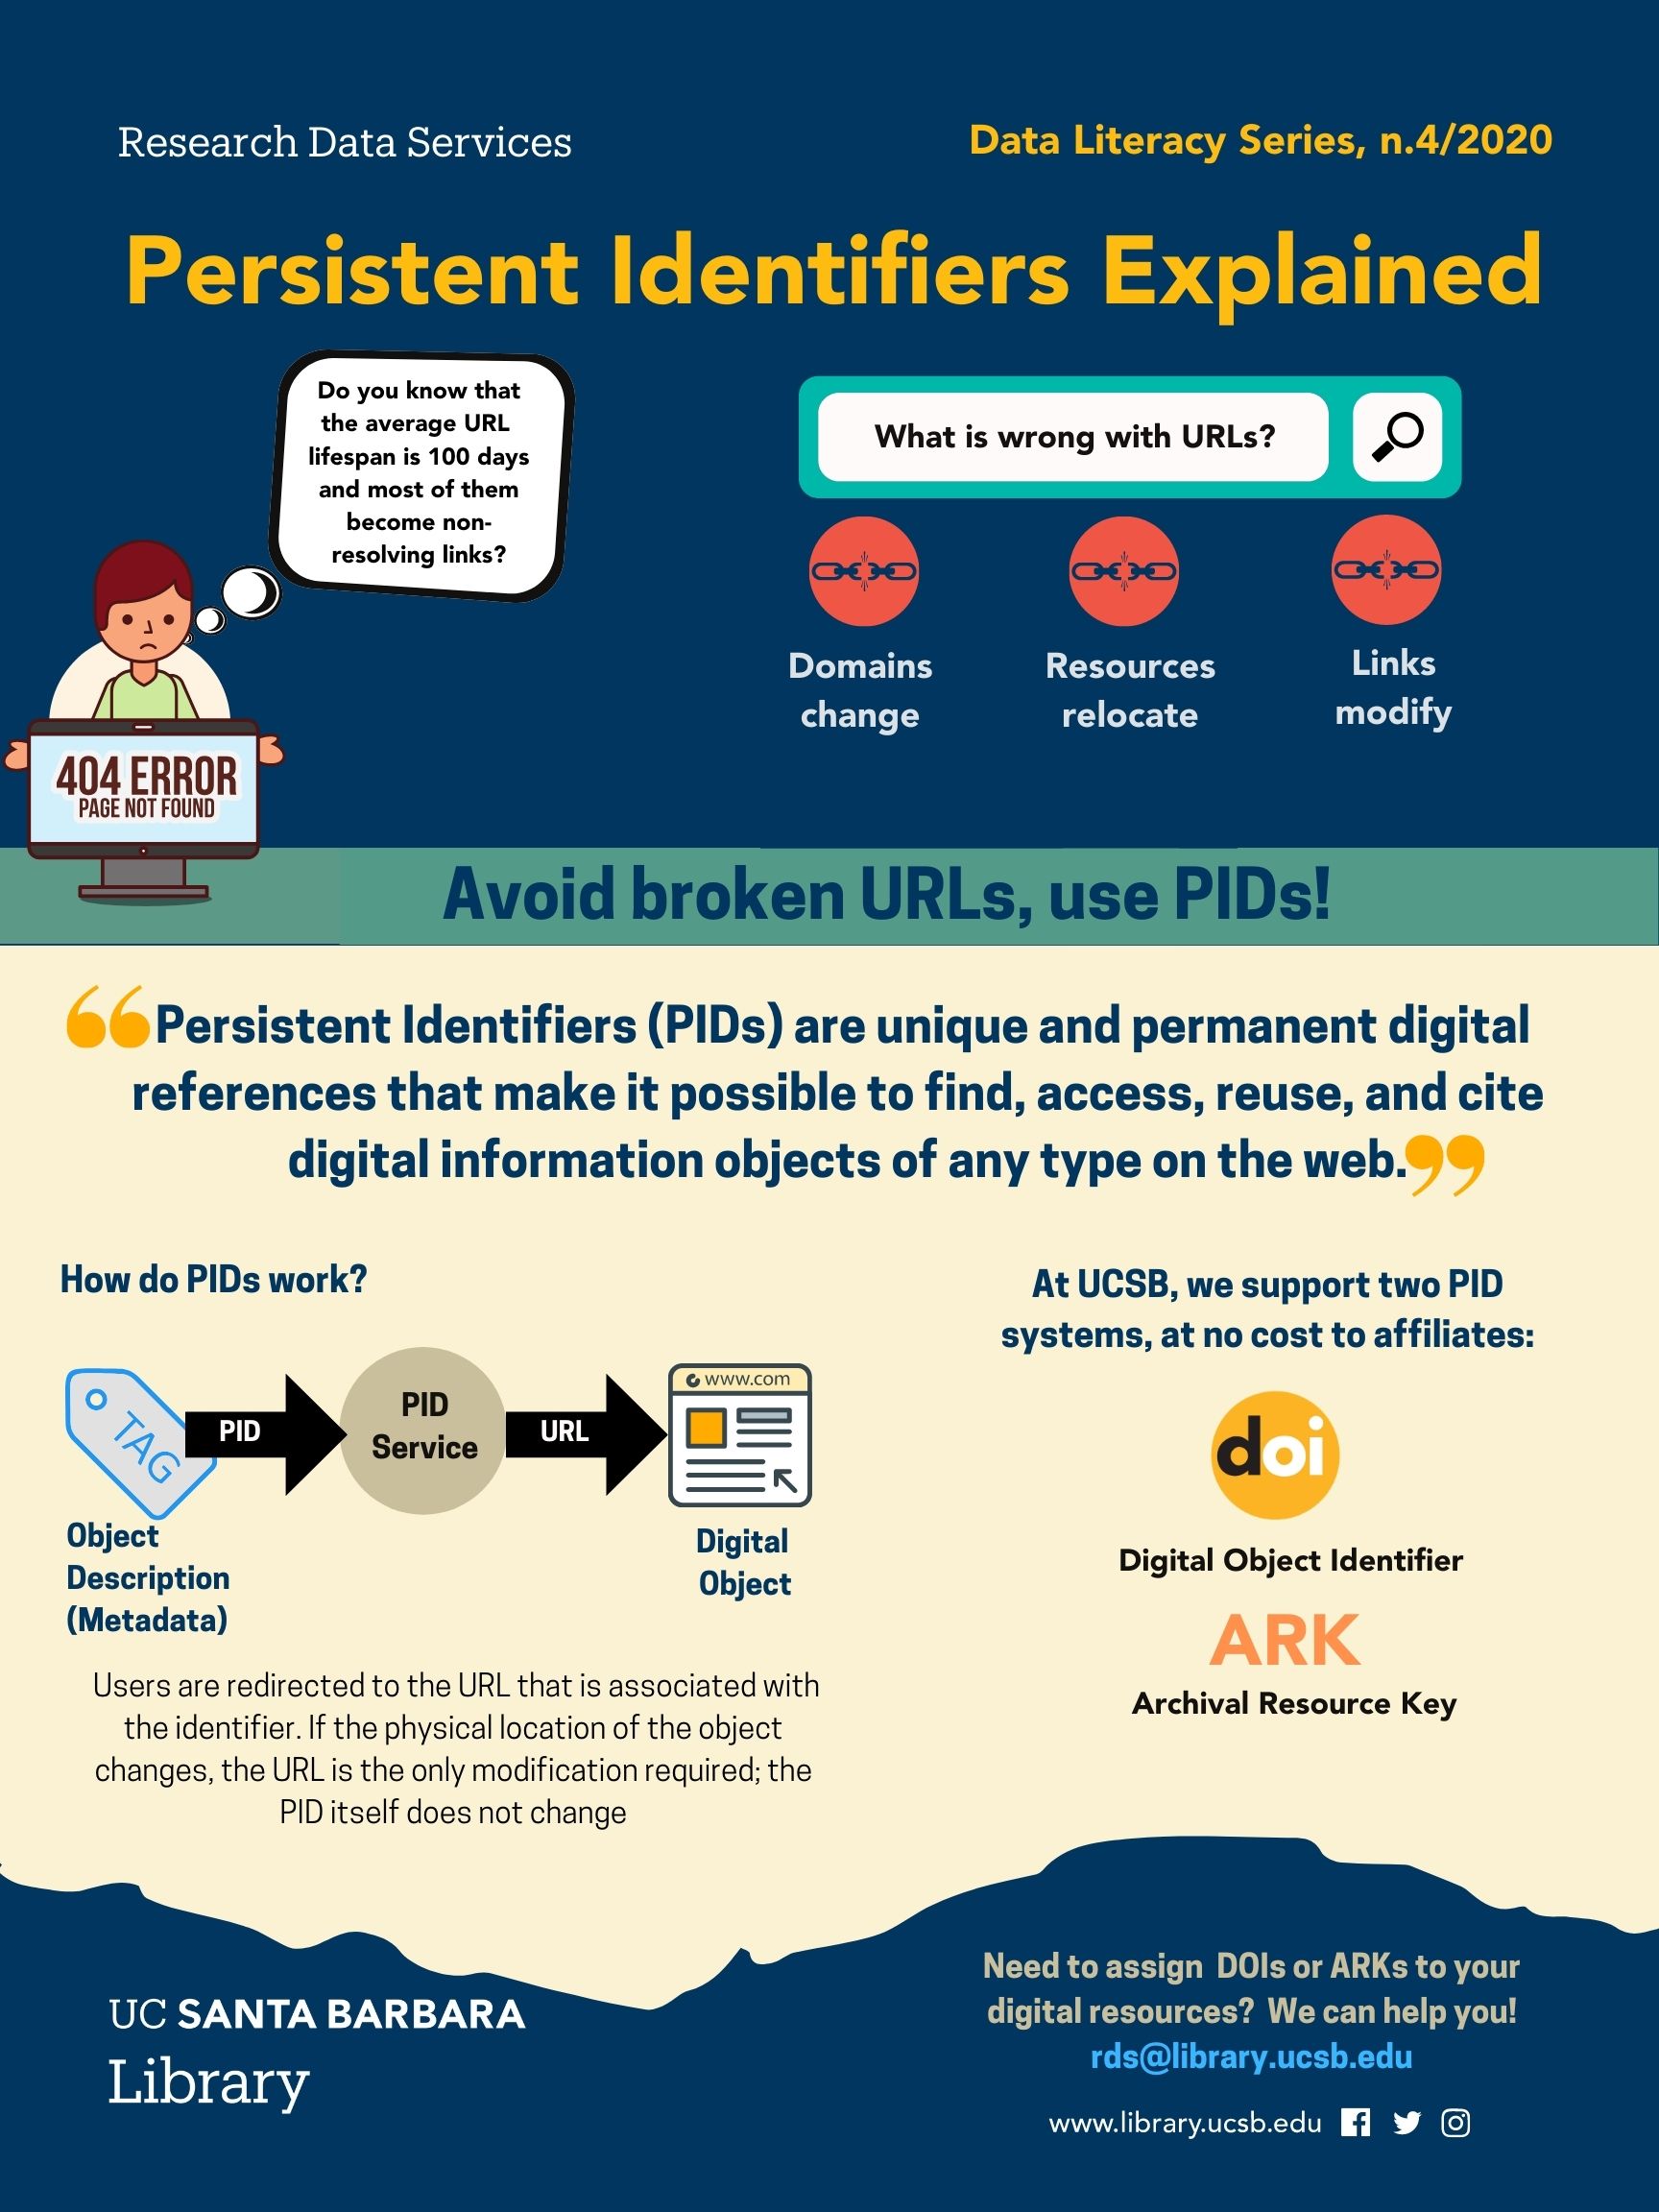 Research Data Services
Data Literacy Series, n.4/2020
Persistent Identifiers Explained
Do you know that
the average URL
lifespan is 100 days
and most of them
become non-
resolving links?
What is wrong with URLs?
Domains
change
Resources
relocate
Links
modify
404 ERROR
PAGE NOT FOUND
Avoid broken URLs, use PIDs!
Persistent Identifiers (PIDs) are unique and permanent digital
references that make it possible to find, access, reuse, and cite
digital information objects of any type on the web.
How do PIDs work?
TAG
PID
PID
Service
URL
www.com
Object
Description
(Metadata)
Digital
Object
Users are redirected to the URL that is associated with
the identifier. If the physical location of the object
changes, the URL is the only modification required; the
PID itself does not change
At UCSB, we support two PID
systems, at no cost to affiliates:
doi
Digital Object Identifier
ARK
Archival Resource Key
UC SANTA BARBARA
Library
Need to assign DOIs or ARKs to your
digital resources? We can help you!
rds@library.ucsb.edu
www.library.ucsb.edu